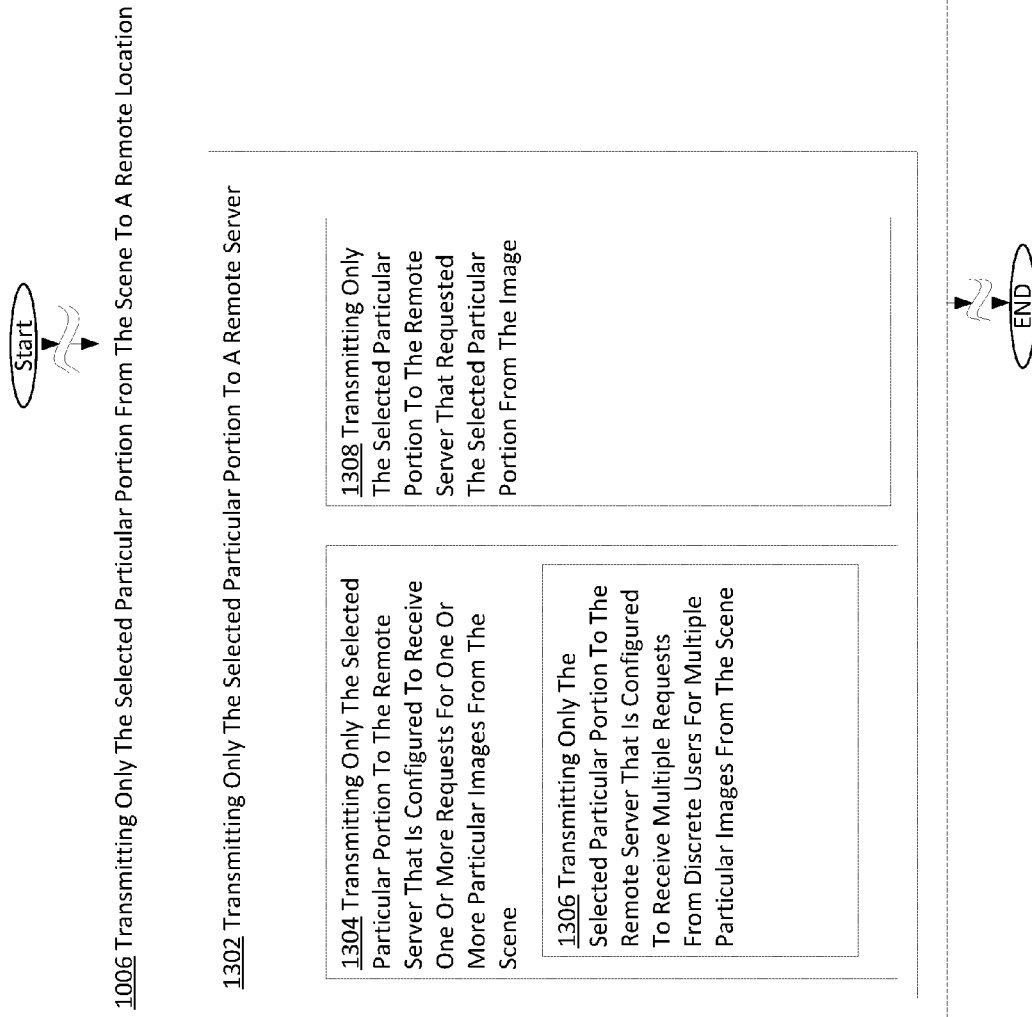 Start
1006 Transmitting Only The Selected Particular Portion From The Scene To A Remote Location
1302 Transmitting Only The Selected Particular Portion To A Remote Server
1304 Transmitting Only The Selected
Particular Portion To The Remote
Server That Is Configured To Receive
One Or More Requests For One Or
More Particular Images From The
Scene
1306 Transmitting Only The
Selected Particular Portion To The
Remote Server That Is Configured
To Receive Multiple Requests
From Discrete Users For Multiple
Particular Images From The Scene
1308 Transmitting Only
The Selected Particular
Portion To The Remote
Server That Requested
The Selected Particular
Portion From The Image
END